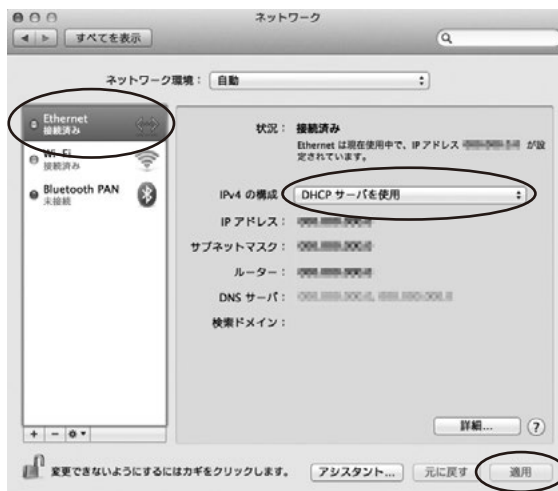 ネットワーク
すべてを表示
ネットワーク環境： 自動
Ethernet
接続済み
Wi-Fi
接続済み
Bluetooth PAN
未接続
状況： 接続済み
Ethernet は現在使用中で、IP アドレス が設
定されています。
IPv4 の構成 DHCP サーバを使用
IP アドレス：
サブネットマスク：
ルーター：
DNS サーバ：
検索ドメイン：
詳細... ?
+ −
変更できないようにするにはカギをクリックします。 アシスタント... 元に戻す 適用